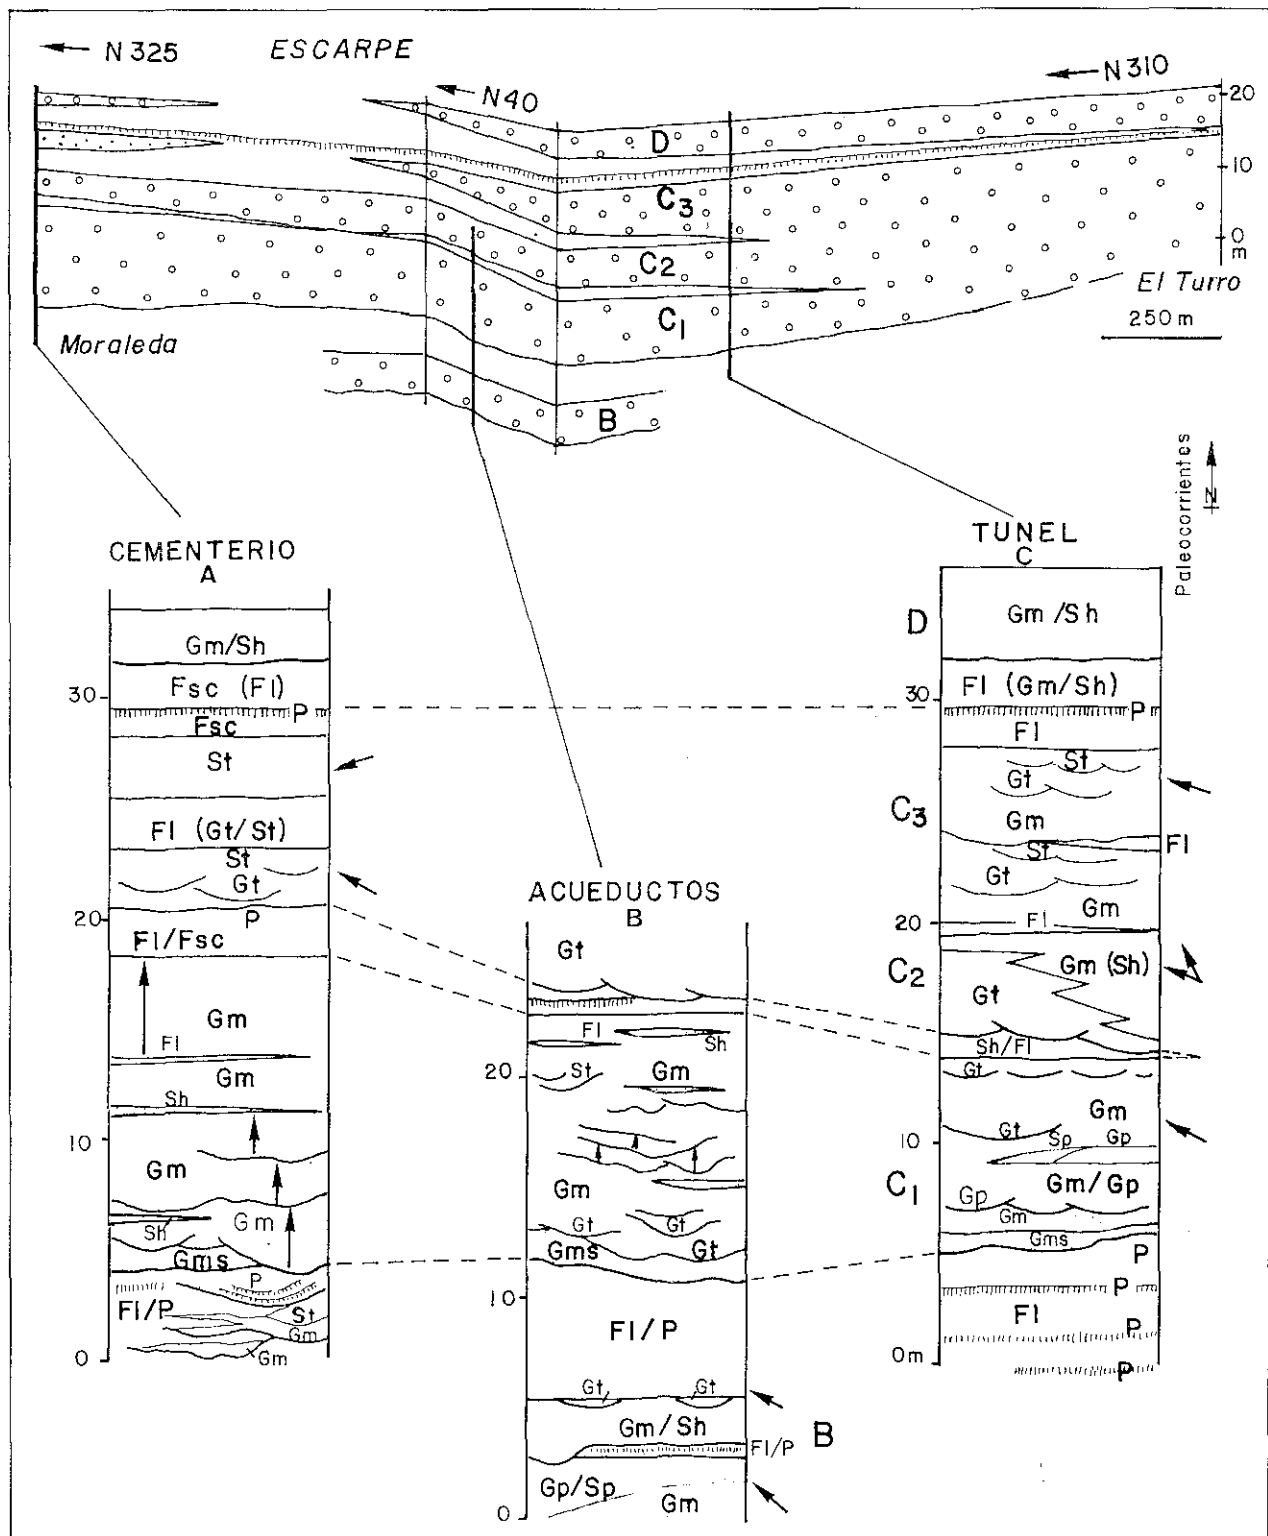 N 325 ESCARPE
N40
N 310
20
10
0
m
D
C3
C2
C1
B
Moraleda
El Turro
250 m
Paleocorrientes
N
CEMENTERIO
A
Gm/Sh
Fsc (Fl)
30
P
Fsc
St
Fl (Gt/St)
St
Gt
20
P
Fl/Fsc
Gm
Fl
Gm
Sh
10
Gm
Gm
Sh
Gms
P
Fl/P
St
Gm
Gm
0
ACUEDUCTOS
B
Gt
Fl
Sh
St
Gm
20
Gm
Gt
Gt
Gms
Gt
10
Fl/P
Gt
Gt
Gm/Sh
B
Fl/P
Gp/Sp
Gm
0
TUNEL
C
D
Gm/Sh
Fl (Gm/Sh)
30
P
Fl
St
Gt
C3
Gm
Fl
St
Gt
Gm
20
Fl
C2
Gm (Sh)
Gt
Sh/Fl
Gt
Gm
10
Gt
Sp
Gp
C1
Gm/Gp
Gp
Gm
Gms
P
P
Fl
P
0m
P